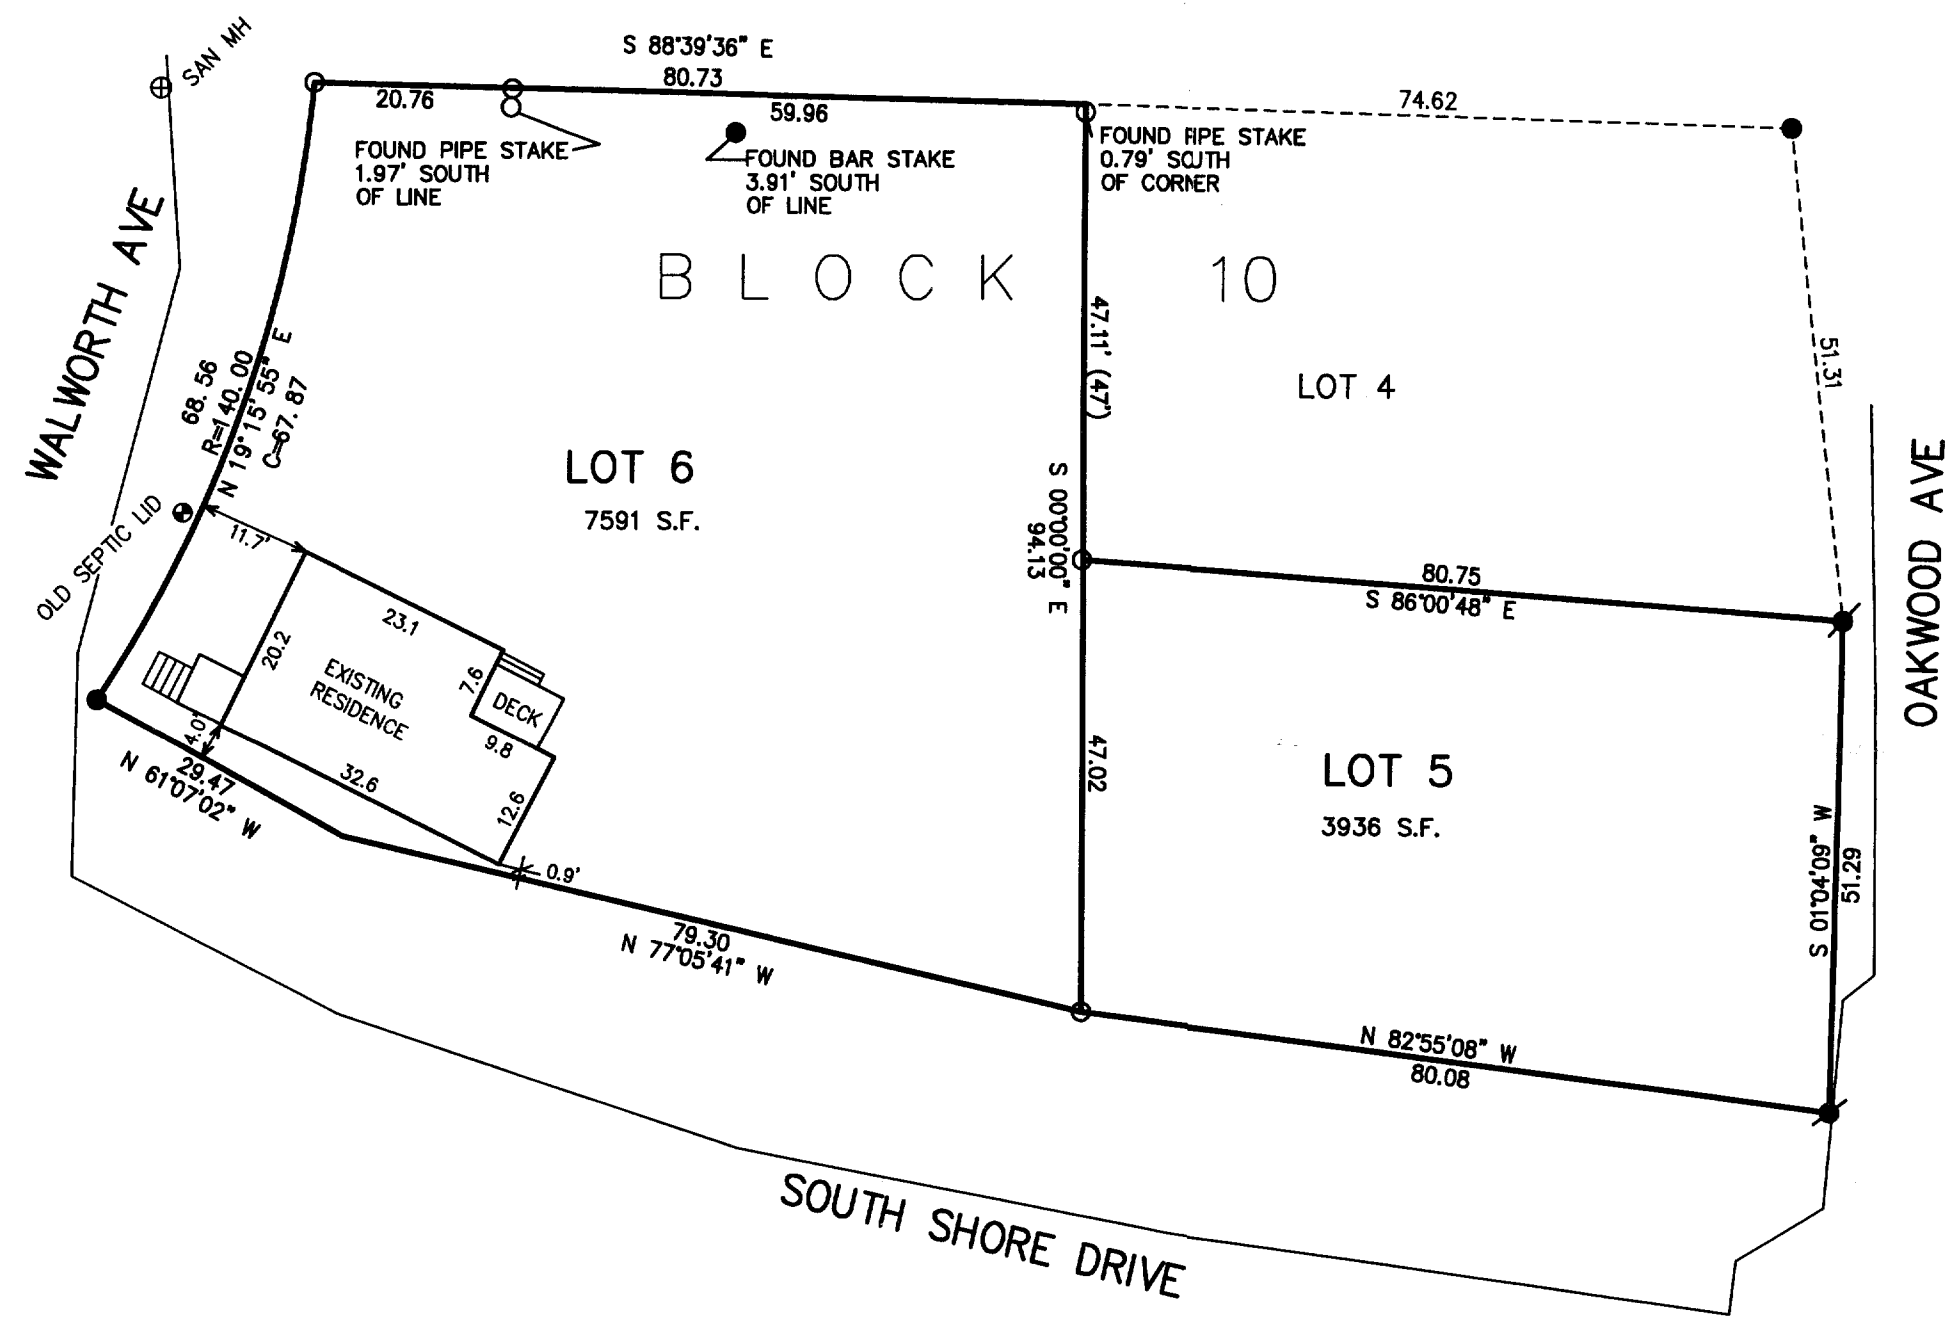 SAN MH
S 88°39'36" E
80.73
20.76
59.96
74.62
FOUND PIPE STAKE
1.97' SOUTH
OF LINE
FOUND BAR STAKE
3.91' SOUTH
OF LINE
FOUND PIPE STAKE
0.79' SOUTH
OF CORNER
WALWORTH AVE
BLOCK 10
47.11' (47')
LOT 4
51.31
68.56
R=140.00
N 19°15'55" E
C=67.87
LOT 6
7591 S.F.
S 00°00'00" E
94.13
OAKWOOD AVE
OLD SEPTIC LID
11.7'
80.75
S 86°00'48" E
23.1
20.2
EXISTING
RESIDENCE
7.6
DECK
9.8
4.0'
32.6
12.6
29.47
N 61°07'02" W
0.9'
47.02
LOT 5
3936 S.F.
S 01°04'09" W
51.29
79.30
N 77°05'41" W
N 82°55'08" W
80.08
SOUTH SHORE DRIVE